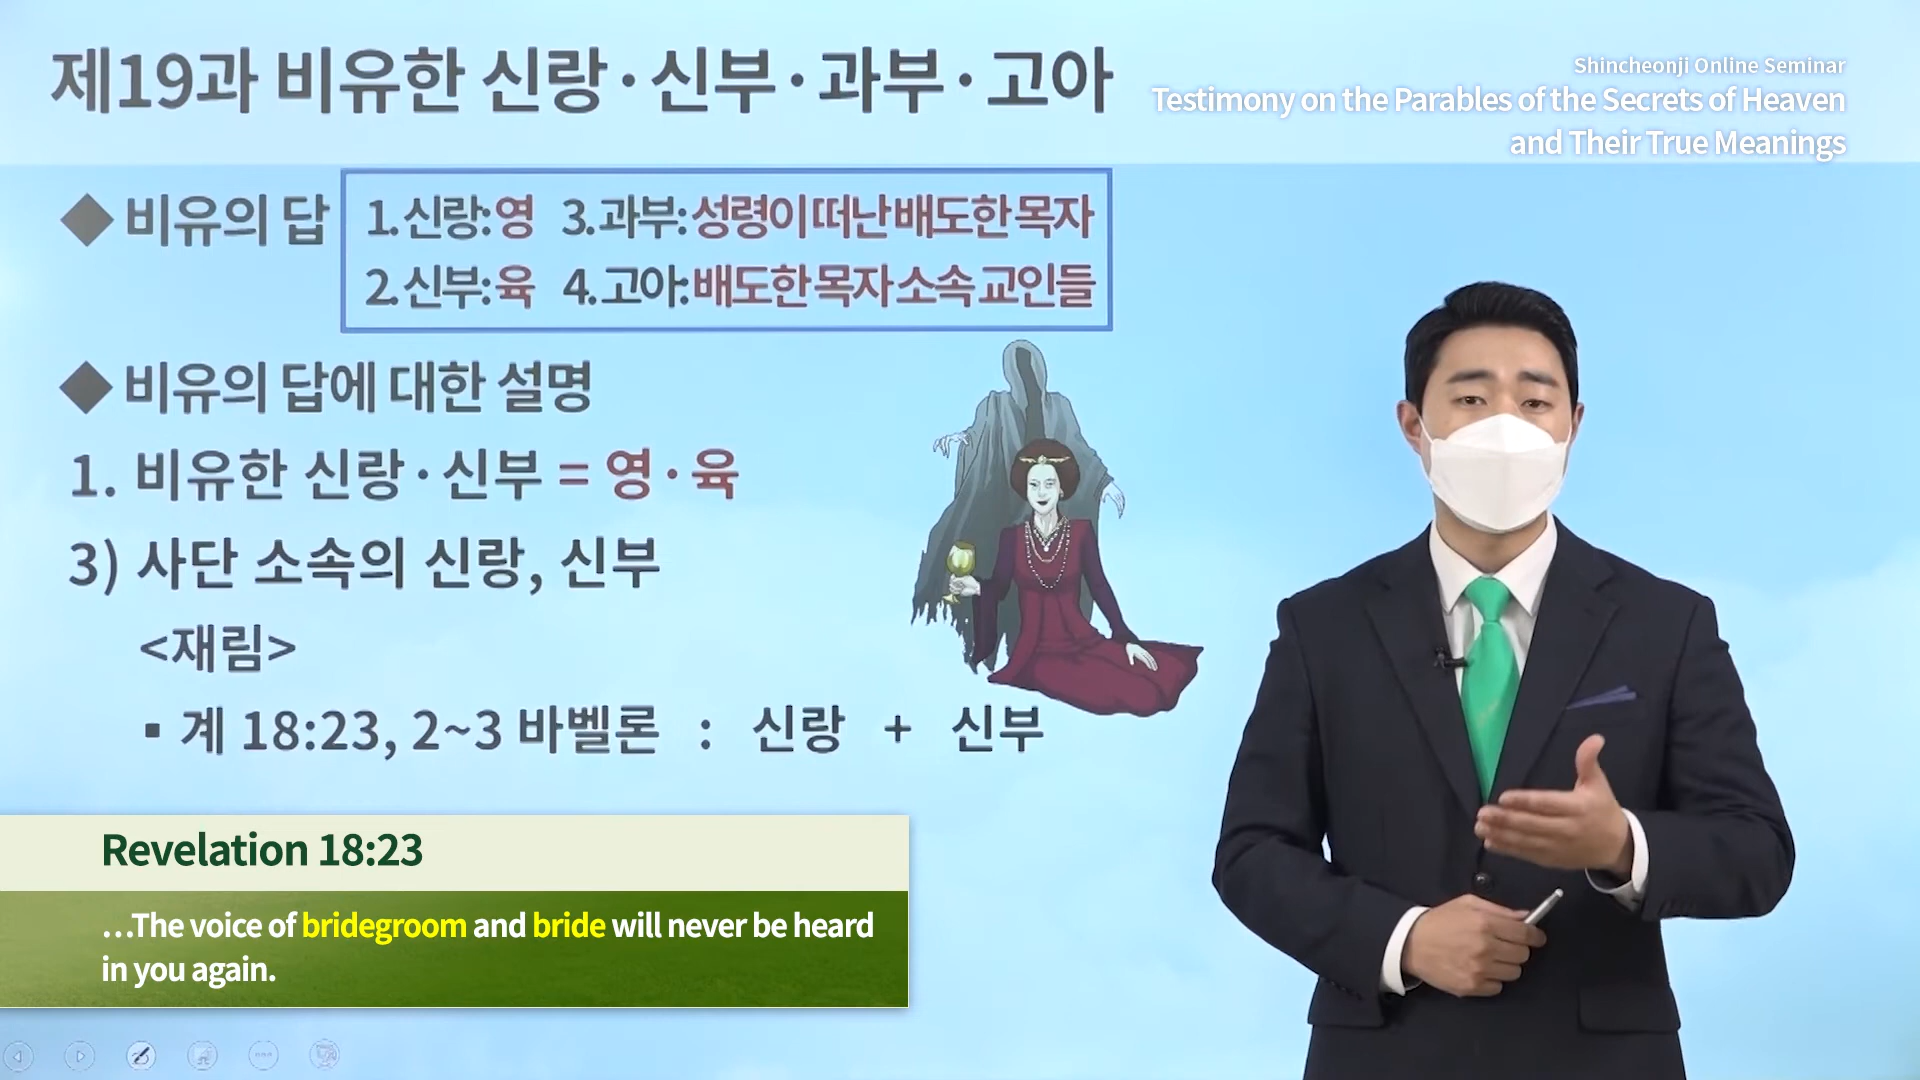 제19과 비유한 신랑·신부·과부·고아
Shincheonji Online Seminar
Testimony on the Parables of the Secrets of Heaven
and Their True Meanings
◆ 비유의 답
1. 신랑: 영 3. 과부: 성령이 떠난 배도한 목자
2. 신부: 육 4. 고아: 배도한 목자 소속 교인들
◆ 비유의 답에 대한 설명
1. 비유한 신랑·신부 = 영·육
3) 사단 소속의 신랑, 신부
<재림>
▪ 계 18:23, 2~3 바벨론 : 신랑 + 신부
Revelation 18:23
…The voice of bridegroom and bride will never be heard
in you again.